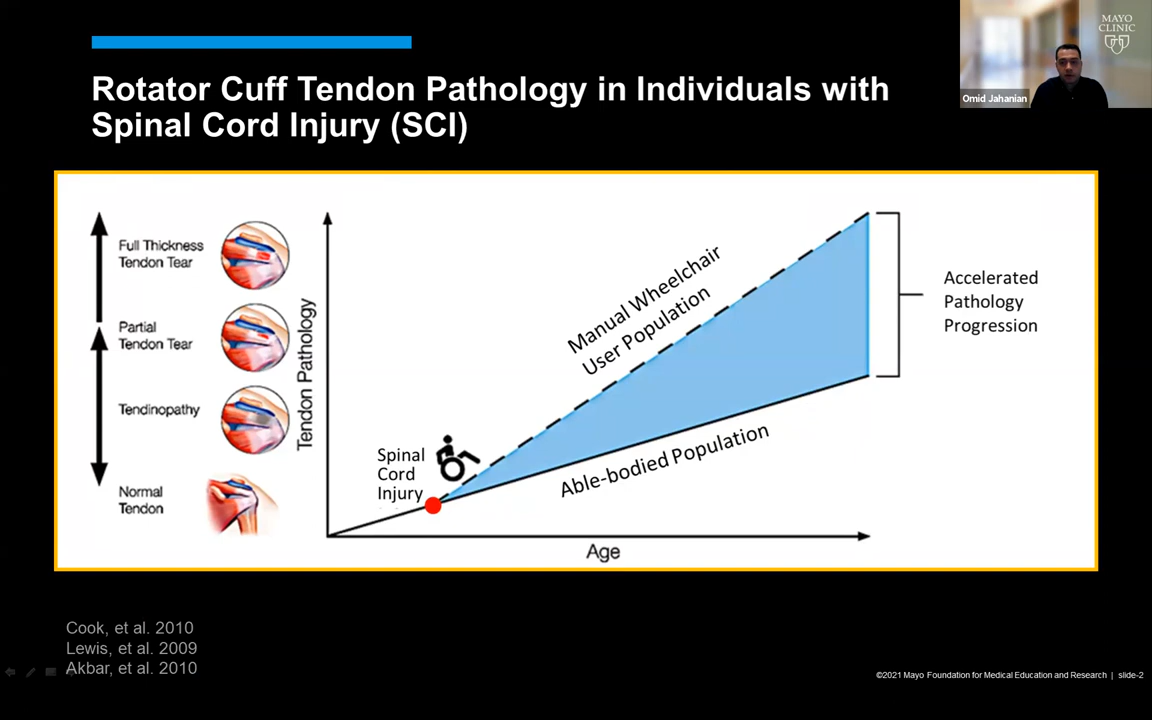 MAYO
CLINIC
Omid Jahanian
Rotator Cuff Tendon Pathology in Individuals with
Spinal Cord Injury (SCI)
Full Thickness
Tendon Tear
Partial
Tendon Tear
Tendinopathy
Normal
Tendon
Tendon Pathology
Spinal
Cord
Injury
Manual Wheelchair
User Population
Able-bodied Population
Age
Accelerated
Pathology
Progression
Cook, et al. 2010
Lewis, et al. 2009
Akbar, et al. 2010
©2021 Mayo Foundation for Medical Education and Research | slide-2